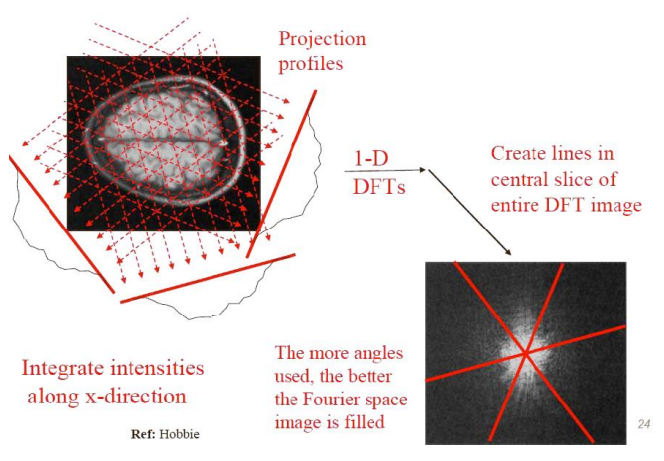 Projection
profiles
1-D
DFTs
Create lines in
central slice of
entire DFT image
Integrate intensities
along x-direction
The more angles
used, the better
the Fourier space
image is filled
Ref: Hobbie
24